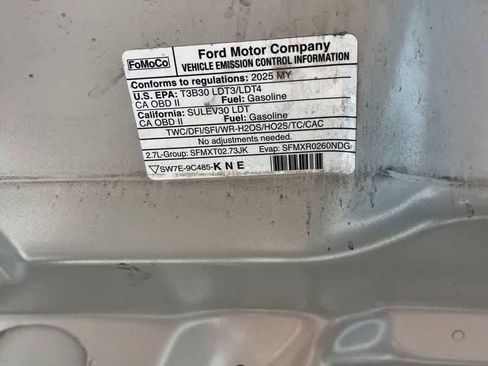 FoMoCo
Ford Motor Company
VEHICLE EMISSION CONTROL INFORMATION
Conforms to regulations: 2025 MY
U.S. EPA: T3B30 LDT3/LDT4
CA OBD II Fuel: Gasoline
California: SULEV30 LDT
CA OBD II Fuel: Gasoline
TWC/DFI/SFI/WR-H2OS/HO2S/TC/CAC
No adjustments needed.
2.7L-Group: SFMXT02.73JK Evap: SFMXR0260NDG
SW7E-9C485-KNE